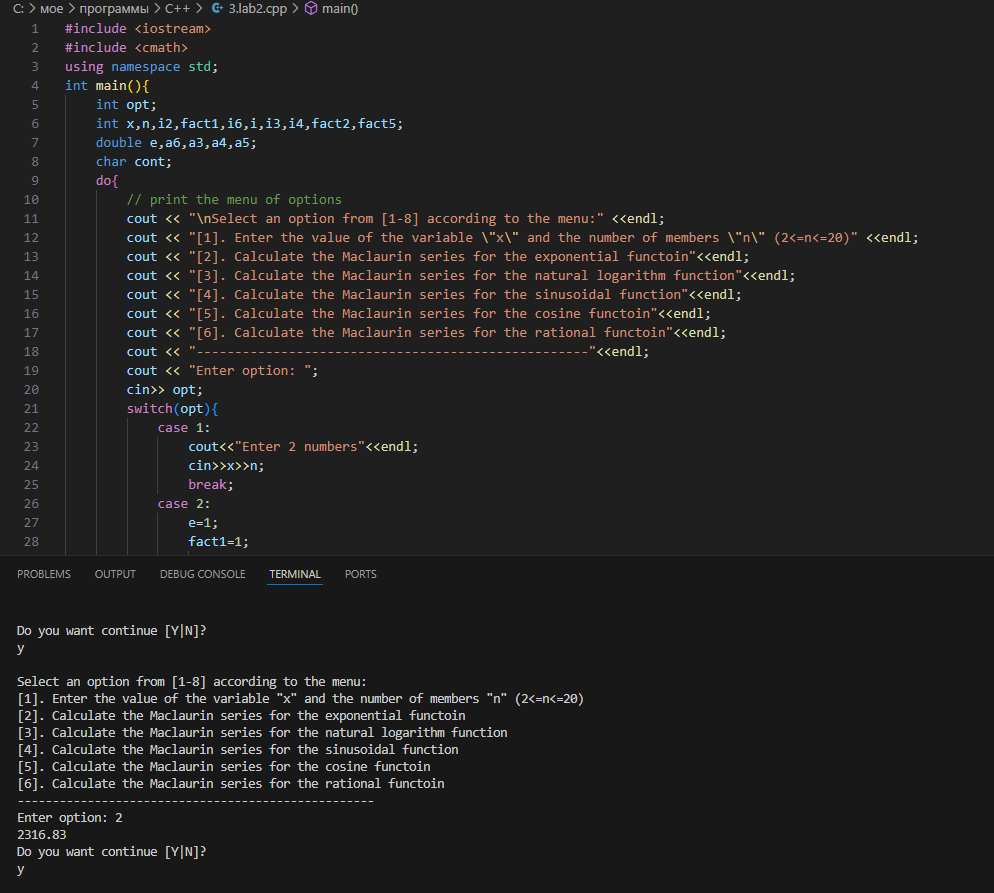 C: > мое > программы > C++ > 3.lab2.cpp > main()
1 #include <iostream>
2 #include <cmath>
3 using namespace std;
4 int main(){
5 int opt;
6 int x,n,i2,fact1,i6,i,i3,i4,fact2,fact5;
7 double e,a6,a3,a4,a5;
8 char cont;
9 do{
10 // print the menu of options
11 cout << "\nSelect an option from [1-8] according to the menu:" <<endl;
12 cout << "[1]. Enter the value of the variable \"x\" and the number of members \"n\" (2<=n<=20)" <<endl;
13 cout << "[2]. Calculate the Maclaurin series for the exponential functoin"<<endl;
14 cout << "[3]. Calculate the Maclaurin series for the natural logarithm function"<<endl;
15 cout << "[4]. Calculate the Maclaurin series for the sinusoidal function"<<endl;
16 cout << "[5]. Calculate the Maclaurin series for the cosine functoin"<<endl;
17 cout << "[6]. Calculate the Maclaurin series for the rational functoin"<<endl;
18 cout << "---------------------------------------------------"<<endl;
19 cout << "Enter option: ";
20 cin>> opt;
21 switch(opt){
22 case 1:
23 cout<<"Enter 2 numbers"<<endl;
24 cin>>x>>n;
25 break;
26 case 2:
27 e=1;
28 fact1=1;
PROBLEMS OUTPUT DEBUG CONSOLE TERMINAL PORTS
Do you want continue [Y|N]?
y
Select an option from [1-8] according to the menu:
[1]. Enter the value of the variable "x" and the number of members "n" (2<=n<=20)
[2]. Calculate the Maclaurin series for the exponential functoin
[3]. Calculate the Maclaurin series for the natural logarithm function
[4]. Calculate the Maclaurin series for the sinusoidal function
[5]. Calculate the Maclaurin series for the cosine functoin
[6]. Calculate the Maclaurin series for the rational functoin
---------------------------------------------------
Enter option: 2
2316.83
Do you want continue [Y|N]?
y